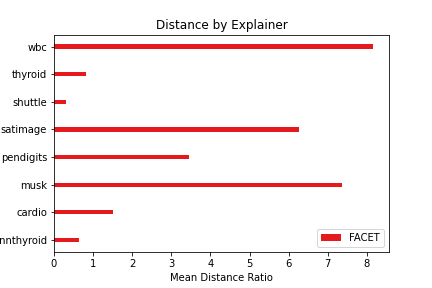 Distance by Explainer
wbc
thyroid
shuttle
satimage
pendigits
musk
cardio
nnthyroid
FACET
0 1 2 3 4 5 6 7 8
Mean Distance Ratio